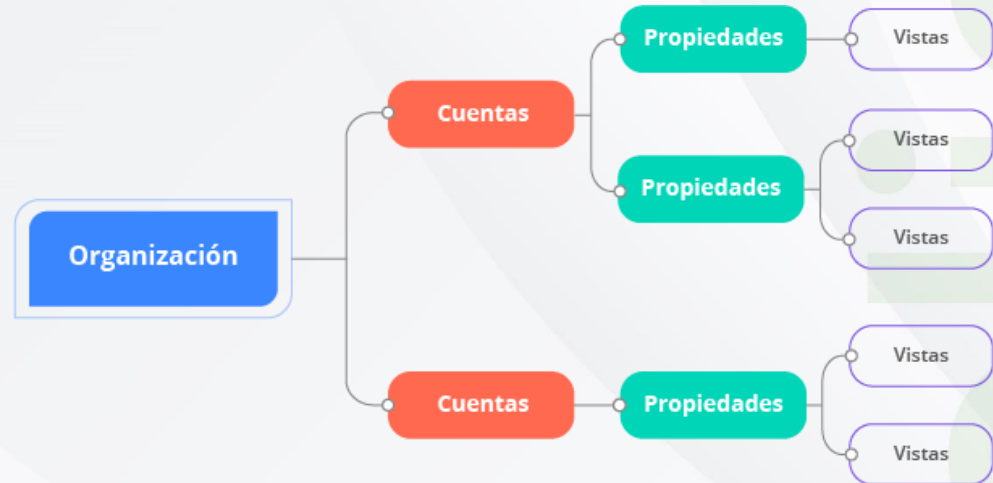 Propiedades
Vistas
Cuentas
Vistas
Propiedades
Vistas
Organización
Vistas
Cuentas
Propiedades
Vistas